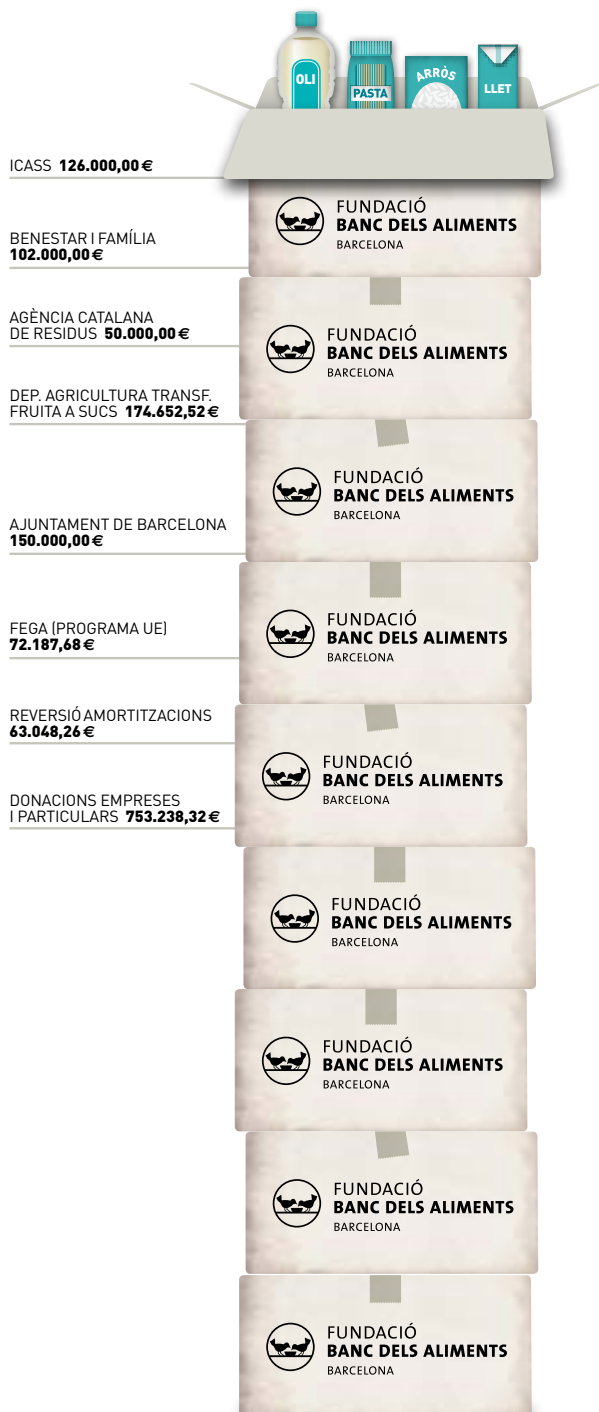 OLI
PASTA
ARRÒS
LLET
ICASS 126.000,00 €
BENESTAR I FAMÍLIA
102.000,00 €
AGÈNCIA CATALANA
DE RESIDUS 50.000,00 €
DEP. AGRICULTURA TRANSF.
FRUITA A SUCS 174.652,52 €
AJUNTAMENT DE BARCELONA
150.000,00 €
FEGA (PROGRAMA UE)
72.187,68 €
REVERSIÓ AMORTITZACIONS
63.048,26 €
DONACIONS EMPRESES
I PARTICULARS 753.238,32 €
FUNDACIÓ
BANC DELS ALIMENTS
BARCELONA
FUNDACIÓ
BANC DELS ALIMENTS
BARCELONA
FUNDACIÓ
BANC DELS ALIMENTS
BARCELONA
FUNDACIÓ
BANC DELS ALIMENTS
BARCELONA
FUNDACIÓ
BANC DELS ALIMENTS
BARCELONA
FUNDACIÓ
BANC DELS ALIMENTS
BARCELONA
FUNDACIÓ
BANC DELS ALIMENTS
BARCELONA
FUNDACIÓ
BANC DELS ALIMENTS
BARCELONA
FUNDACIÓ
BANC DELS ALIMENTS
BARCELONA